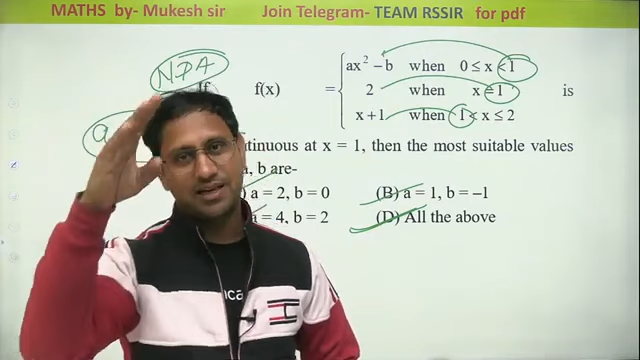 MATHS by- Mukesh sir Join Telegram- TEAM RSSIR for pdf
NDA
If f(x) = { ax² – b when 0 ≤ x < 1
2 when x = 1 is
x + 1 when 1 < x ≤ 2
continuous at x = 1, then the most suitable values
a, b are-
a = 2, b = 0 (B) a = 1, b = –1
a = 4, b = 2 (D) All the above